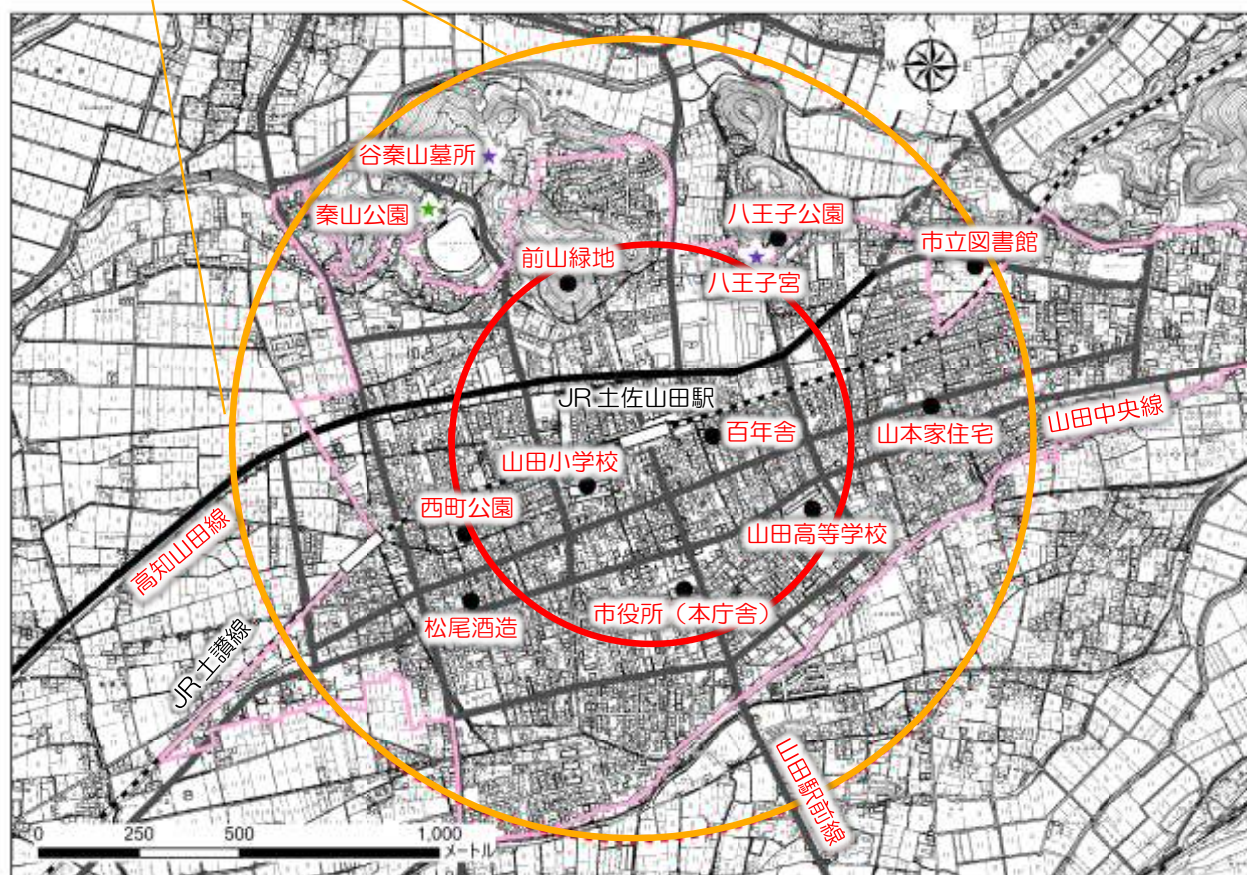 N
W
E
S
谷秦山墓所
秦山公園
八王子公園
市立図書館
前山緑地
八王子宮
JR土佐山田駅
百年舎
山本家住宅
山田中央線
山田小学校
西町公園
山田高等学校
高知山田線
市役所（本庁舎）
松尾酒造
JR土讃線
山田駅前線
0 250 500 1,000
メートル